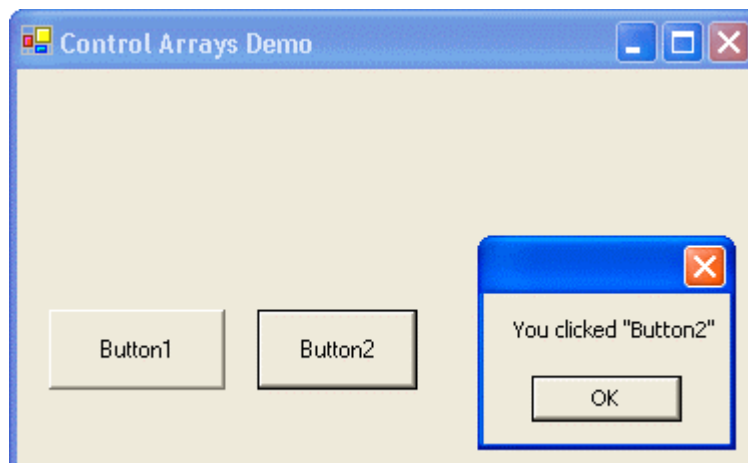 Control Arrays Demo
You clicked "Button2"
Button1
Button2
OK